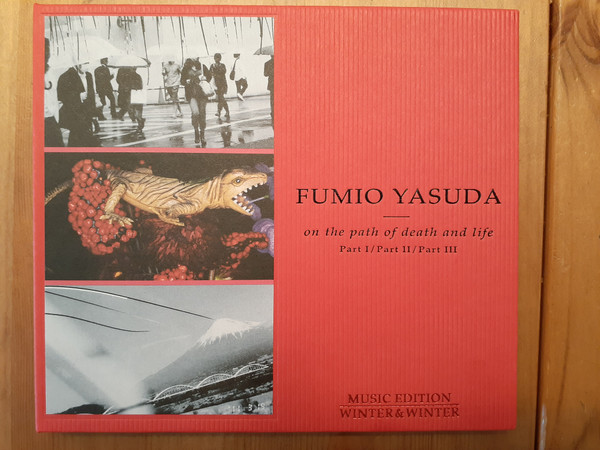 FUMIO YASUDA
on the path of death and life
Part I/Part II/Part III
MUSIC EDITION
WINTER&WINTER